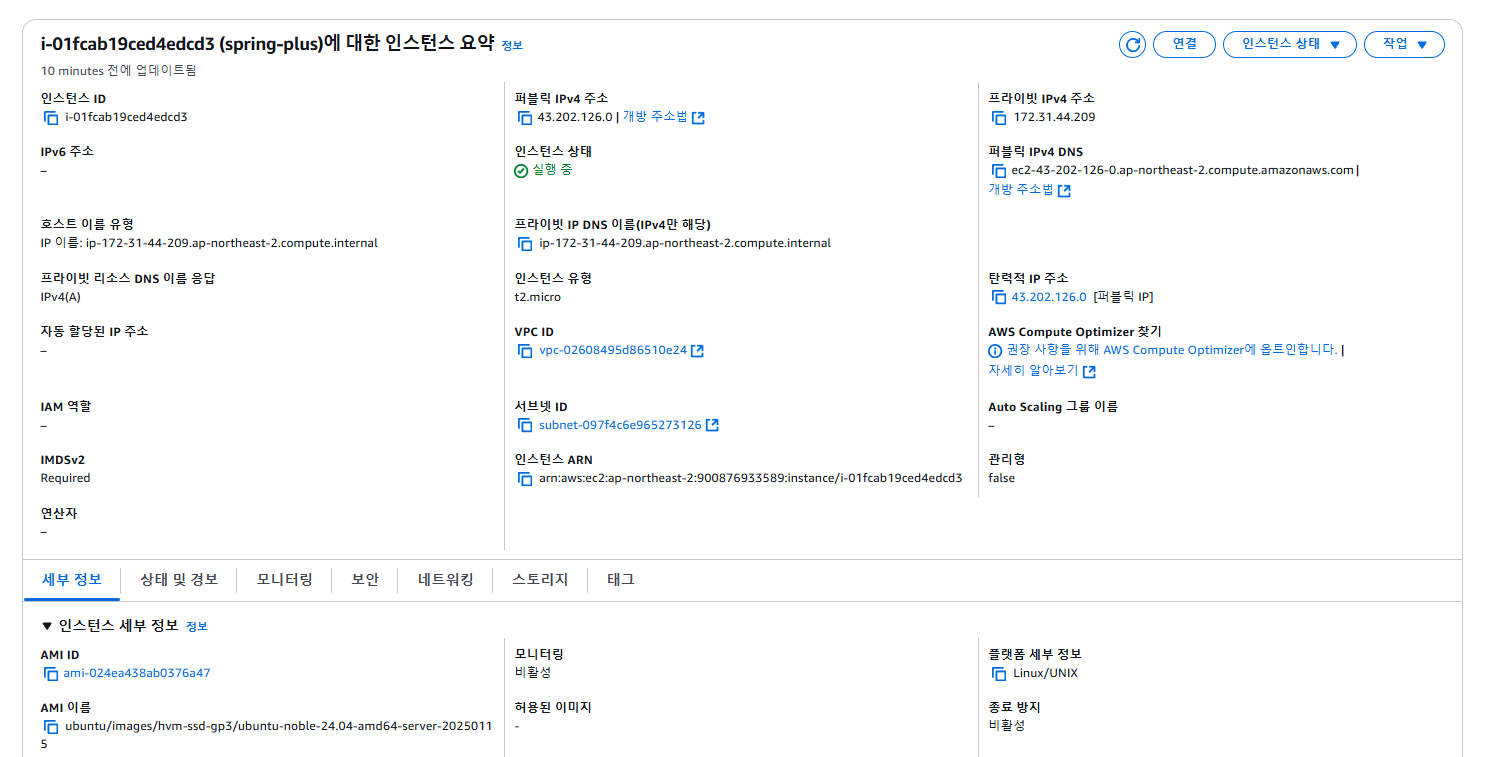 i-01fcab19ced4edcd3 (spring-plus)에 대한 인스턴스 요약 정보
10 minutes 전에 업데이트됨
연결
인스턴스 상태 ▼
작업 ▼
인스턴스 ID
i-01fcab19ced4edcd3
퍼블릭 IPv4 주소
43.202.126.0 | 개방 주소법
프라이빗 IPv4 주소
172.31.44.209
IPv6 주소
–
인스턴스 상태
실행 중
퍼블릭 IPv4 DNS
ec2-43-202-126-0.ap-northeast-2.compute.amazonaws.com |
개방 주소법
호스트 이름 유형
IP 이름: ip-172-31-44-209.ap-northeast-2.compute.internal
프라이빗 IP DNS 이름(IPv4만 해당)
ip-172-31-44-209.ap-northeast-2.compute.internal
프라이빗 리소스 DNS 이름 응답
IPv4(A)
인스턴스 유형
t2.micro
탄력적 IP 주소
43.202.126.0 [퍼블릭 IP]
자동 할당된 IP 주소
–
VPC ID
vpc-02608495d86510e24
AWS Compute Optimizer 찾기
권장 사항을 위해 AWS Compute Optimizer에 옵트인합니다. |
자세히 알아보기
IAM 역할
–
서브넷 ID
subnet-097f4c6e965273126
Auto Scaling 그룹 이름
–
IMDSv2
Required
인스턴스 ARN
arn:aws:ec2:ap-northeast-2:900876933589:instance/i-01fcab19ced4edcd3
관리형
false
연산자
–
세부 정보
상태 및 경보
모니터링
보안
네트워킹
스토리지
태그
▼ 인스턴스 세부 정보 정보
AMI ID
ami-024ea438ab0376a47
모니터링
비활성
플랫폼 세부 정보
Linux/UNIX
AMI 이름
ubuntu/images/hvm-ssd-gp3/ubuntu-noble-24.04-amd64-server-2025011
5
허용된 이미지
-
종료 방지
비활성